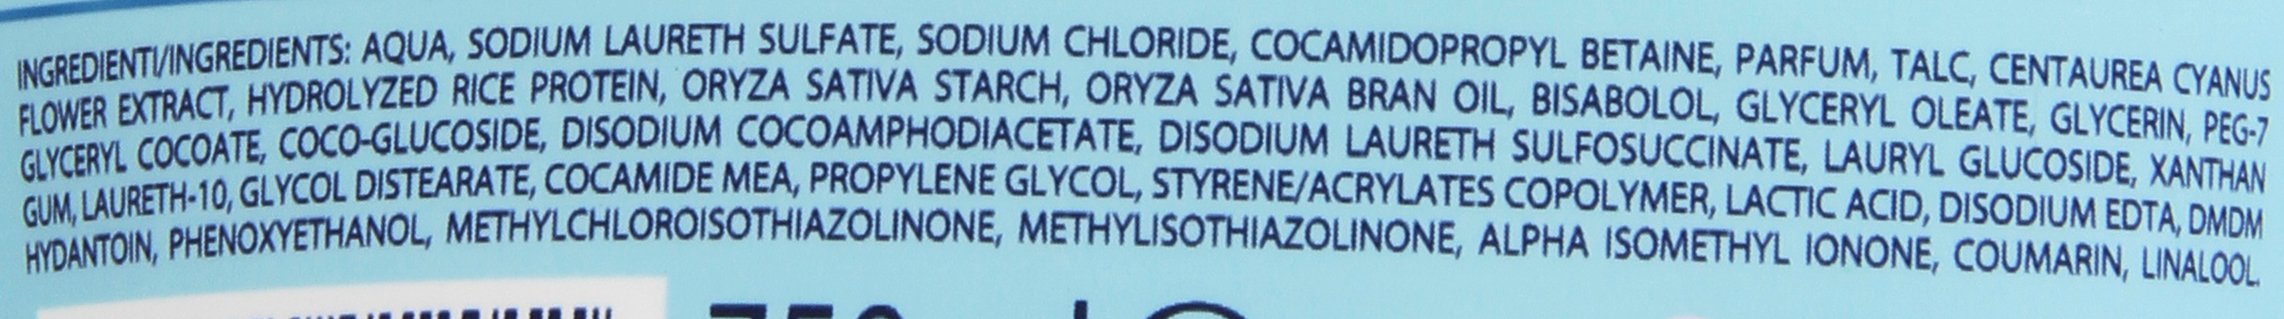 INGREDIENTI/INGREDIENTS: AQUA, SODIUM LAURETH SULFATE, SODIUM CHLORIDE, COCAMIDOPROPYL BETAINE, PARFUM, TALC, CENTAUREA CYANUS
FLOWER EXTRACT, HYDROLYZED RICE PROTEIN, ORYZA SATIVA STARCH, ORYZA SATIVA BRAN OIL, BISABOLOL, GLYCERYL OLEATE, GLYCERIN, PEG-7
GLYCERYL COCOATE, COCO-GLUCOSIDE, DISODIUM COCOAMPHODIACETATE, DISODIUM LAURETH SULFOSUCCINATE, LAURYL GLUCOSIDE, XANTHAN
GUM, LAURETH-10, GLYCOL DISTEARATE, COCAMIDE MEA, PROPYLENE GLYCOL, STYRENE/ACRYLATES COPOLYMER, LACTIC ACID, DISODIUM EDTA, DMDM
HYDANTOIN, PHENOXYETHANOL, METHYLCHLOROISOTHIAZOLINONE, METHYLISOTHIAZOLINONE, ALPHA ISOMETHYL IONONE, COUMARIN, LINALOOL.